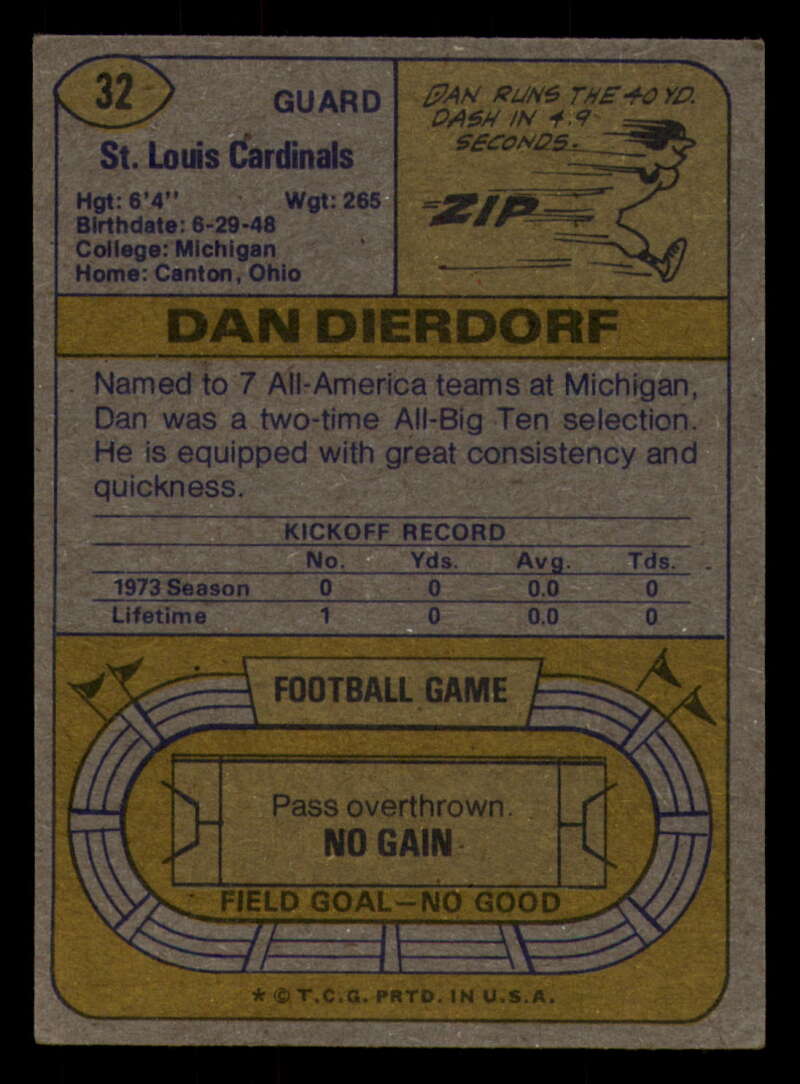 32
GUARD
St. Louis Cardinals
Hgt: 6'4" Wgt: 265
Birthdate: 6-29-48
College: Michigan
Home: Canton, Ohio
DAN RUNS THE 40 YD.
DASH IN 4.9
SECONDS.
ZIP
DAN DIERDORF
Named to 7 All-America teams at Michigan,
Dan was a two-time All-Big Ten selection.
He is equipped with great consistency and
quickness.
KICKOFF RECORD
No. Yds. Avg. Tds.
1973 Season 0 0 0.0 0
Lifetime 1 0 0.0 0
FOOTBALL GAME
Pass overthrown.
NO GAIN
FIELD GOAL—NO GOOD
* © T.C.G. PRTD. IN U.S.A.